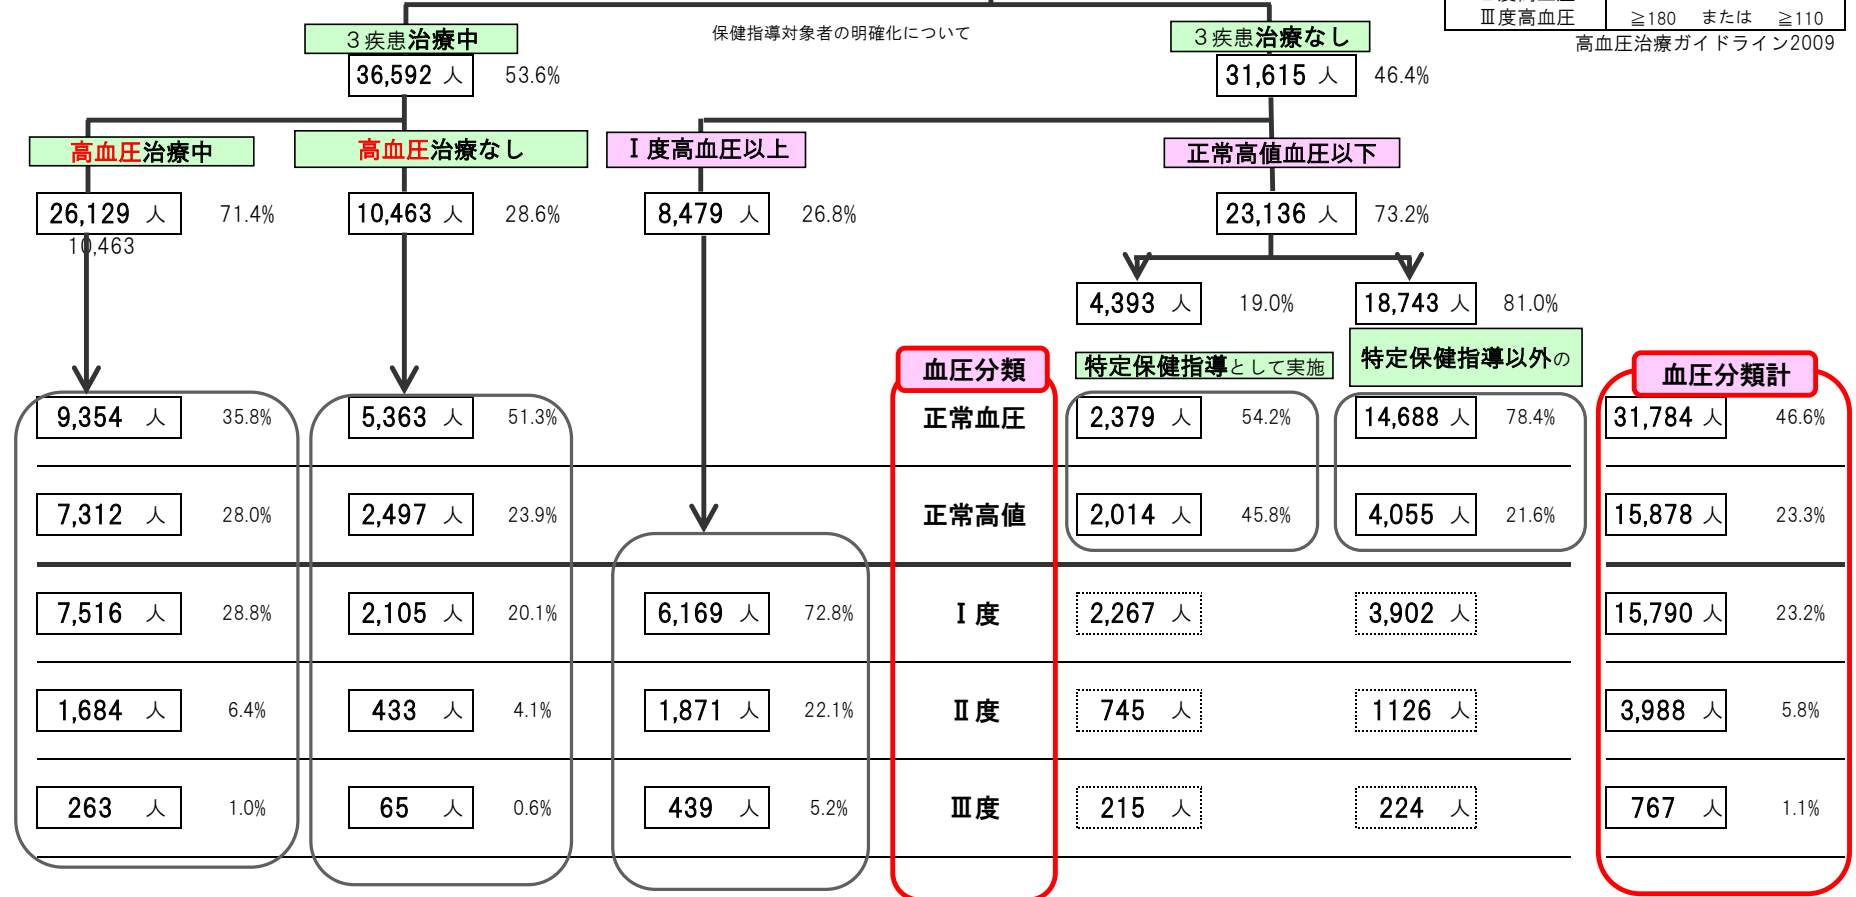 Ⅲ度高血圧 ≧180 または ≧110
高血圧治療ガイドライン2009
保健指導対象者の明確化について
3疾患治療中 3疾患治療なし
36,592 人 53.6% 31,615 人 46.4%
高血圧治療中 高血圧治療なし Ⅰ度高血圧以上 正常高値血圧以下
26,129 人 71.4% 10,463 人 28.6% 8,479 人 26.8% 23,136 人 73.2%
10,463
4,393 人 19.0% 18,743 人 81.0%
血圧分類 特定保健指導として実施 特定保健指導以外の 血圧分類計
9,354 人 35.8% 5,363 人 51.3% 正常血圧 2,379 人 54.2% 14,688 人 78.4% 31,784 人 46.6%
7,312 人 28.0% 2,497 人 23.9% 正常高値 2,014 人 45.8% 4,055 人 21.6% 15,878 人 23.3%
7,516 人 28.8% 2,105 人 20.1% 6,169 人 72.8% Ⅰ度 2,267 人 3,902 人 15,790 人 23.2%
1,684 人 6.4% 433 人 4.1% 1,871 人 22.1% Ⅱ度 745 人 1126 人 3,988 人 5.8%
263 人 1.0% 65 人 0.6% 439 人 5.2% Ⅲ度 215 人 224 人 767 人 1.1%